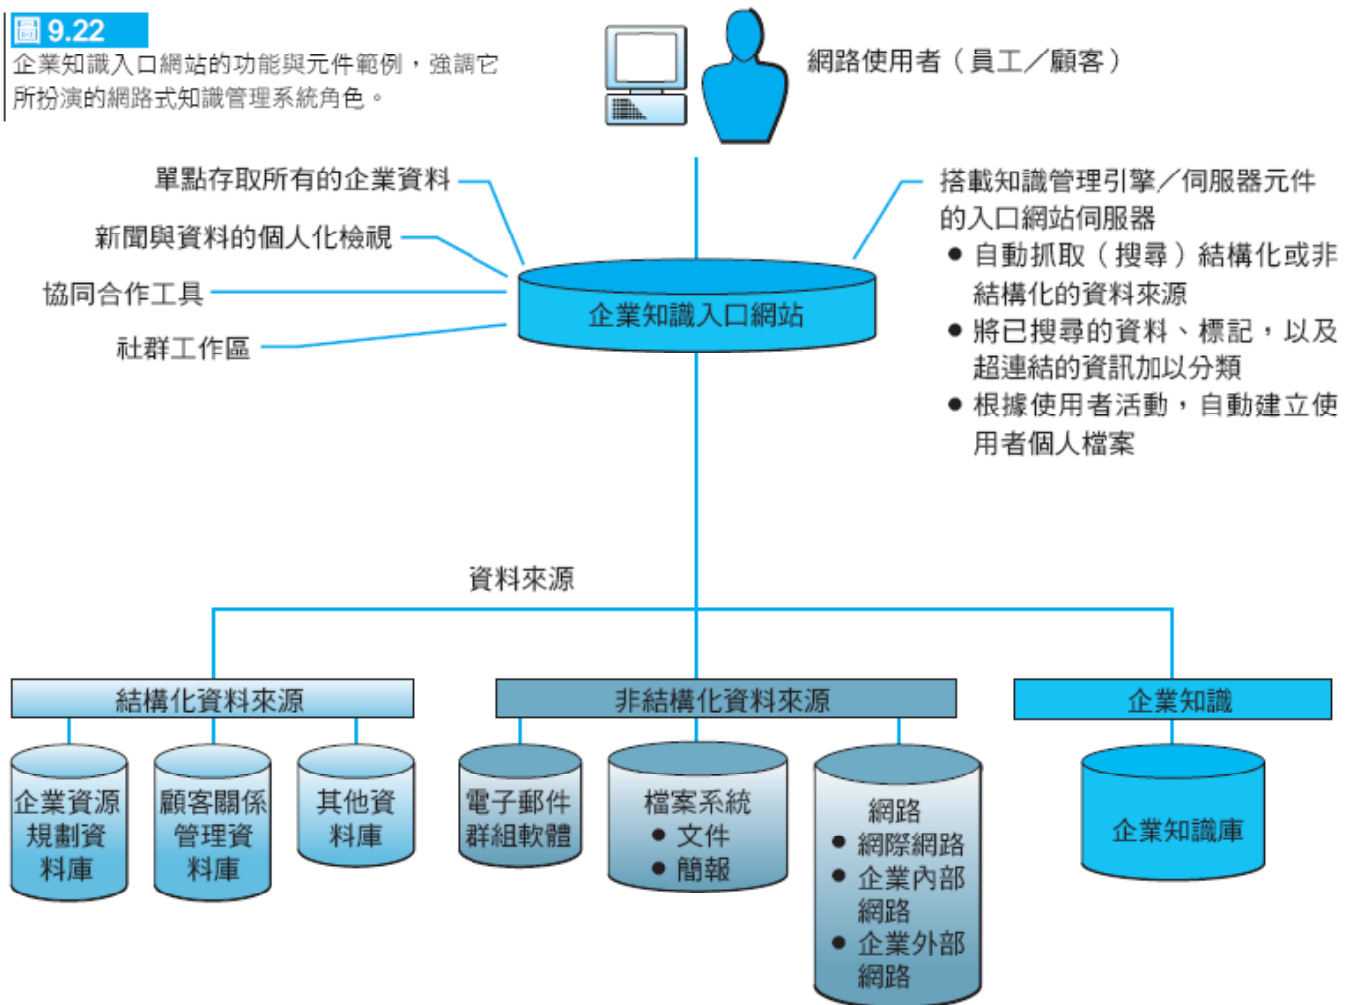 圖 9.22
企業知識入口網站的功能與元件範例，強調它
所扮演的網路式知識管理系統角色。
網路使用者（員工／顧客）
單點存取所有的企業資料
新聞與資料的個人化檢視
協同合作工具
社群工作區
企業知識入口網站
搭載知識管理引擎／伺服器元件
的入口網站伺服器
● 自動抓取（搜尋）結構化或非
結構化的資料來源
● 將已搜尋的資料、標記，以及
超連結的資訊加以分類
● 根據使用者活動，自動建立使
用者個人檔案
資料來源
結構化資料來源
企業資源
規劃資
料庫
顧客關係
管理資
料庫
其他資
料庫
非結構化資料來源
電子郵件
群組軟體
檔案系統
● 文件
● 簡報
網路
● 網際網路
● 企業內部
網路
● 企業外部
網路
企業知識
企業知識庫